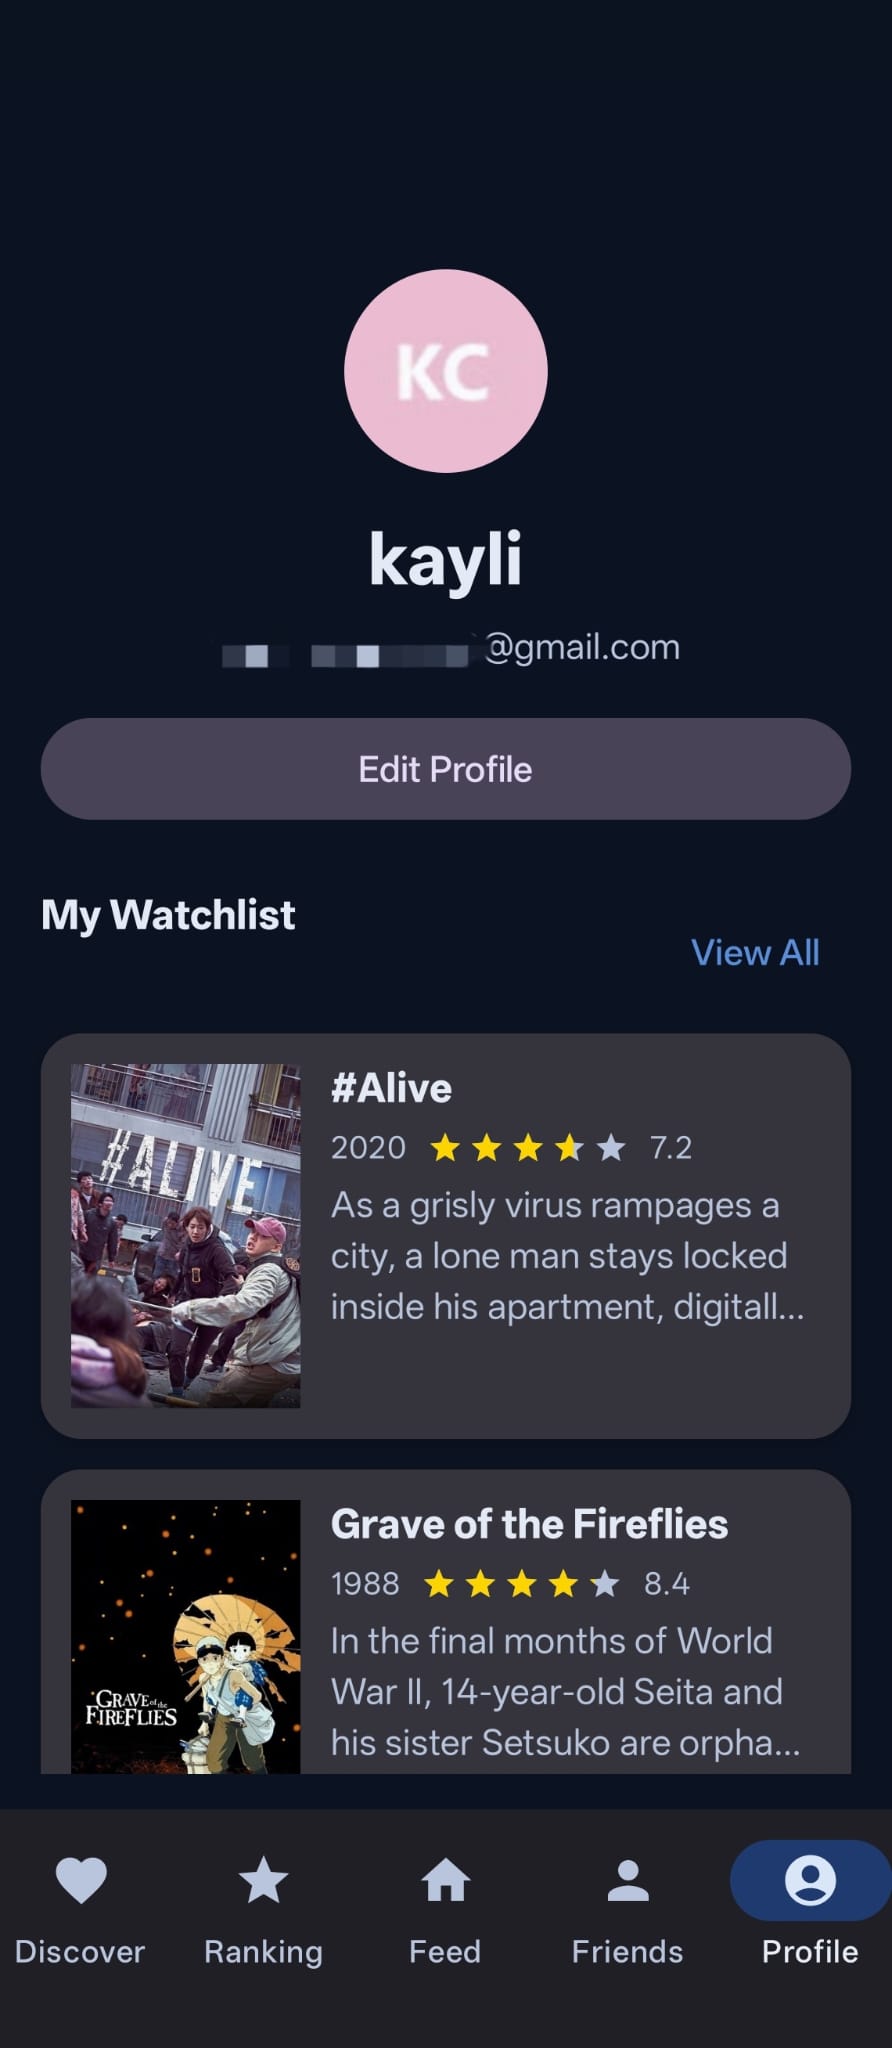 KC
kayli
@gmail.com
Edit Profile
My Watchlist
View All
#ALIVE
#Alive
2020 7.2
As a grisly virus rampages a
city, a lone man stays locked
inside his apartment, digitall...
GRAVE of the
FIREFLIES
Grave of the Fireflies
1988 8.4
In the final months of World
War II, 14-year-old Seita and
his sister Setsuko are orpha...
Discover Ranking Feed Friends Profile